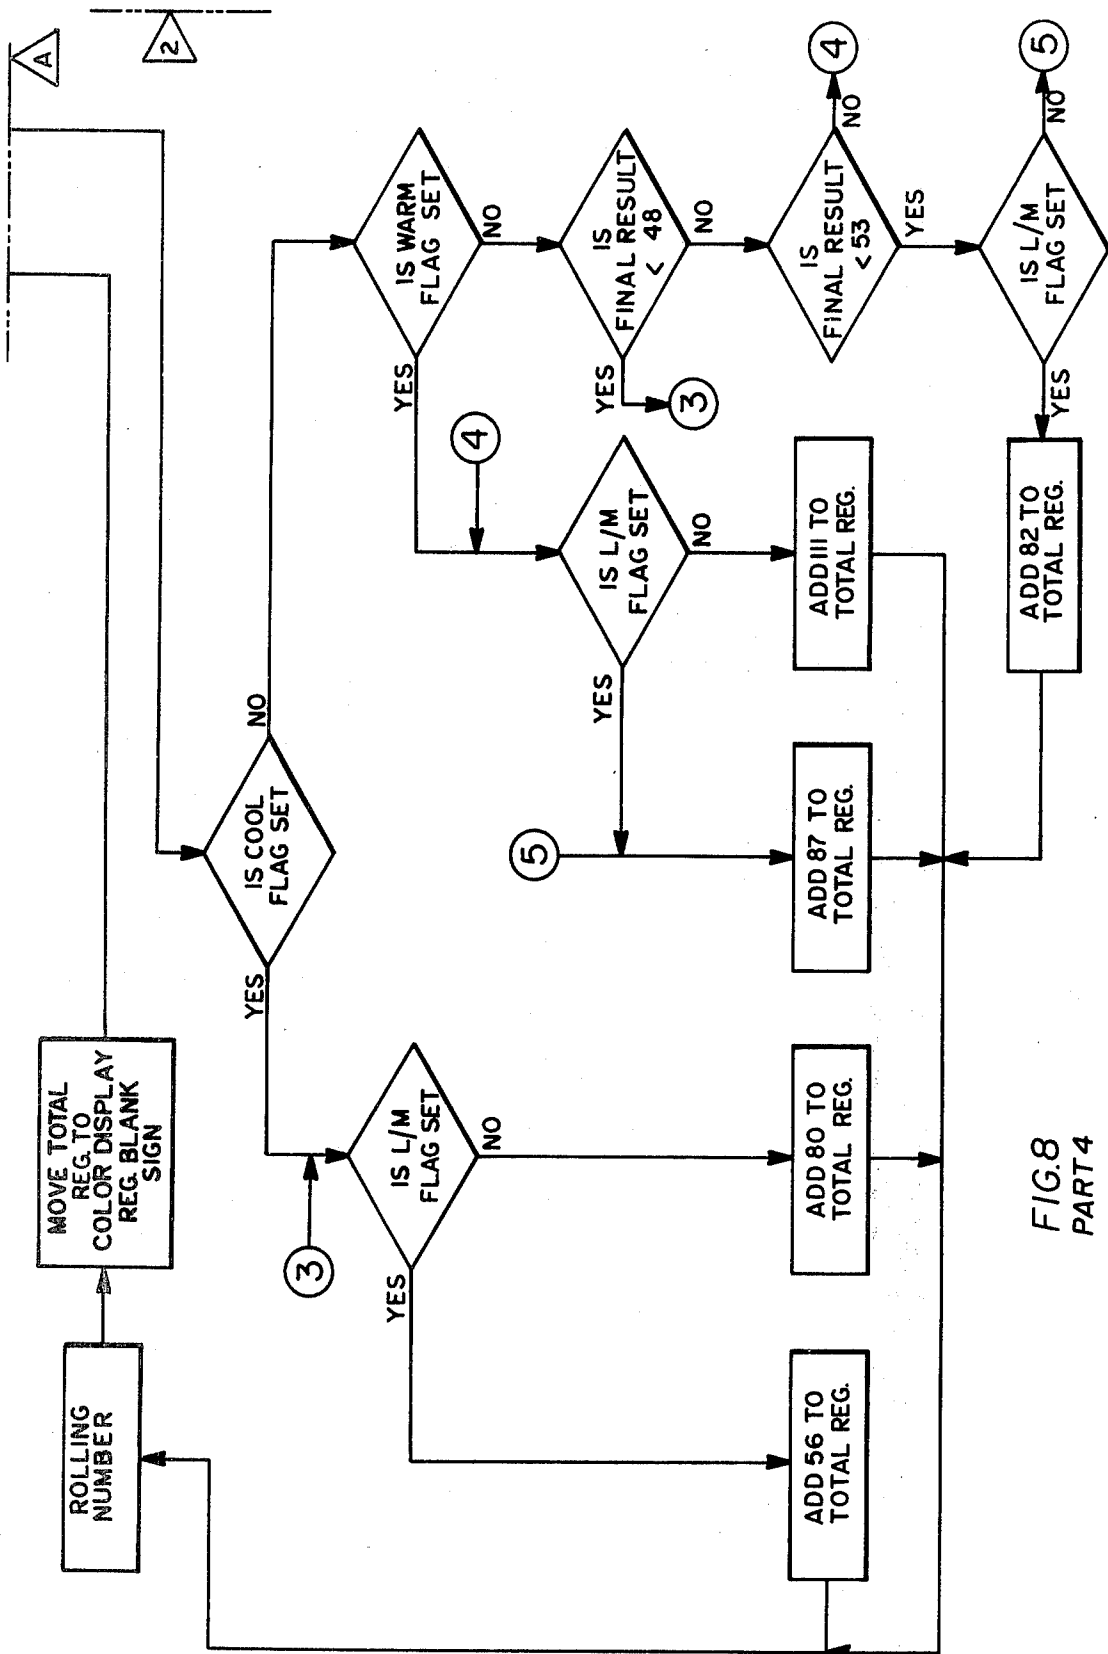 A
2
MOVE TOTAL
REG. TO
COLOR DISPLAY
REG. BLANK
SIGN
ROLLING
NUMBER
IS COOL
FLAG SET
YES
NO
3
IS L/M
FLAG SET
YES
NO
IS WARM
FLAG SET
YES
NO
4
IS L/M
FLAG SET
YES
NO
5
IS
FINAL RESULT
< 48
YES
3
NO
IS
FINAL RESULT
<53
NO
4
YES
IS L/M
FLAG SET
NO
5
YES
ADD 56 TO
TOTAL REG.
ADD 80 TO
TOTAL REG.
ADD 87 TO
TOTAL REG.
ADD 111 TO
TOTAL REG.
ADD 82 TO
TOTAL REG.
FIG.8
PART4